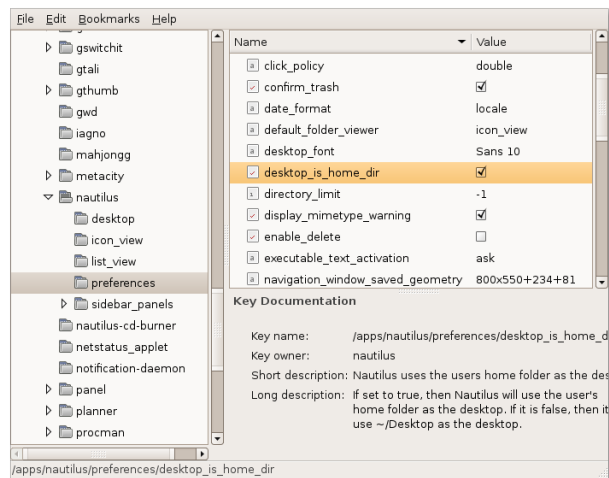 File Edit Bookmarks Help
gswitchit
gtali
gthumb
gwd
iagno
mahjongg
metacity
nautilus
desktop
icon_view
list_view
preferences
sidebar_panels
nautilus-cd-burner
netstatus_applet
notification-daemon
panel
planner
procman
Name Value
click_policy double
confirm_trash
date_format locale
default_folder_viewer icon_view
desktop_font Sans 10
desktop_is_home_dir
directory_limit -1
display_mimetype_warning
enable_delete
executable_text_activation ask
navigation_window_saved_geometry 800x550+234+81
Key Documentation
Key name: /apps/nautilus/preferences/desktop_is_home_d
Key owner: nautilus
Short description: Nautilus uses the users home folder as the des
Long description: If set to true, then Nautilus will use the user's
home folder as the desktop. If it is false, then it
use ~/Desktop as the desktop.
/apps/nautilus/preferences/desktop_is_home_dir